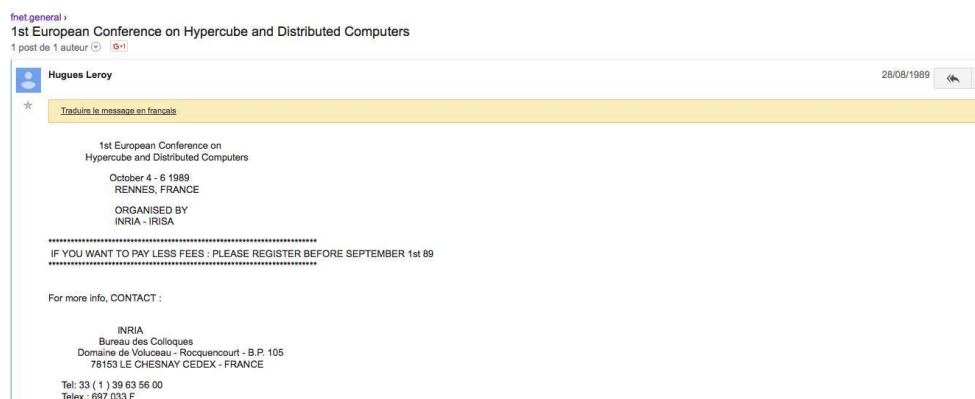 fnet.general ›
1st European Conference on Hypercube and Distributed Computers
1 post de 1 auteur G+1
Hugues Leroy 28/08/1989
Traduire le message en français
1st European Conference on
Hypercube and Distributed Computers
October 4 - 6 1989
RENNES, FRANCE
ORGANISED BY
INRIA - IRISA
***********************************************************************
IF YOU WANT TO PAY LESS FEES : PLEASE REGISTER BEFORE SEPTEMBER 1st 89
***********************************************************************
For more info, CONTACT :
INRIA
Bureau des Colloques
Domaine de Voluceau - Rocquencourt - B.P. 105
78153 LE CHESNAY CEDEX - FRANCE
Tel: 33 ( 1 ) 39 63 56 00
Telex : 697 033 F